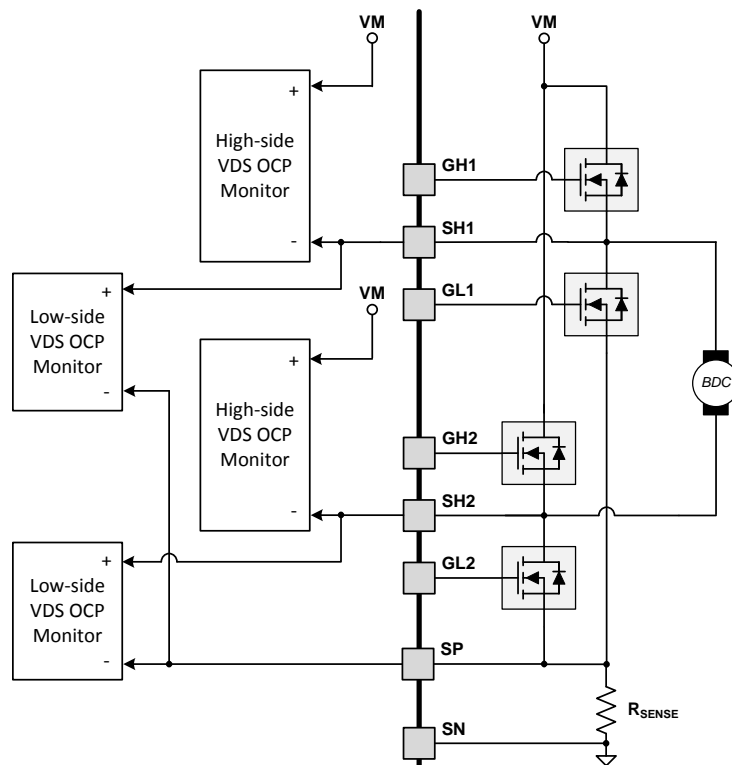 VM
VM
+
High-side
VDS OCP
Monitor
-
GH1
SH1
+
Low-side
VDS OCP
Monitor
-
GL1
VM
+
High-side
VDS OCP
Monitor
-
BDC
GH2
SH2
+
Low-side
VDS OCP
Monitor
-
GL2
SP
RSENSE
SN